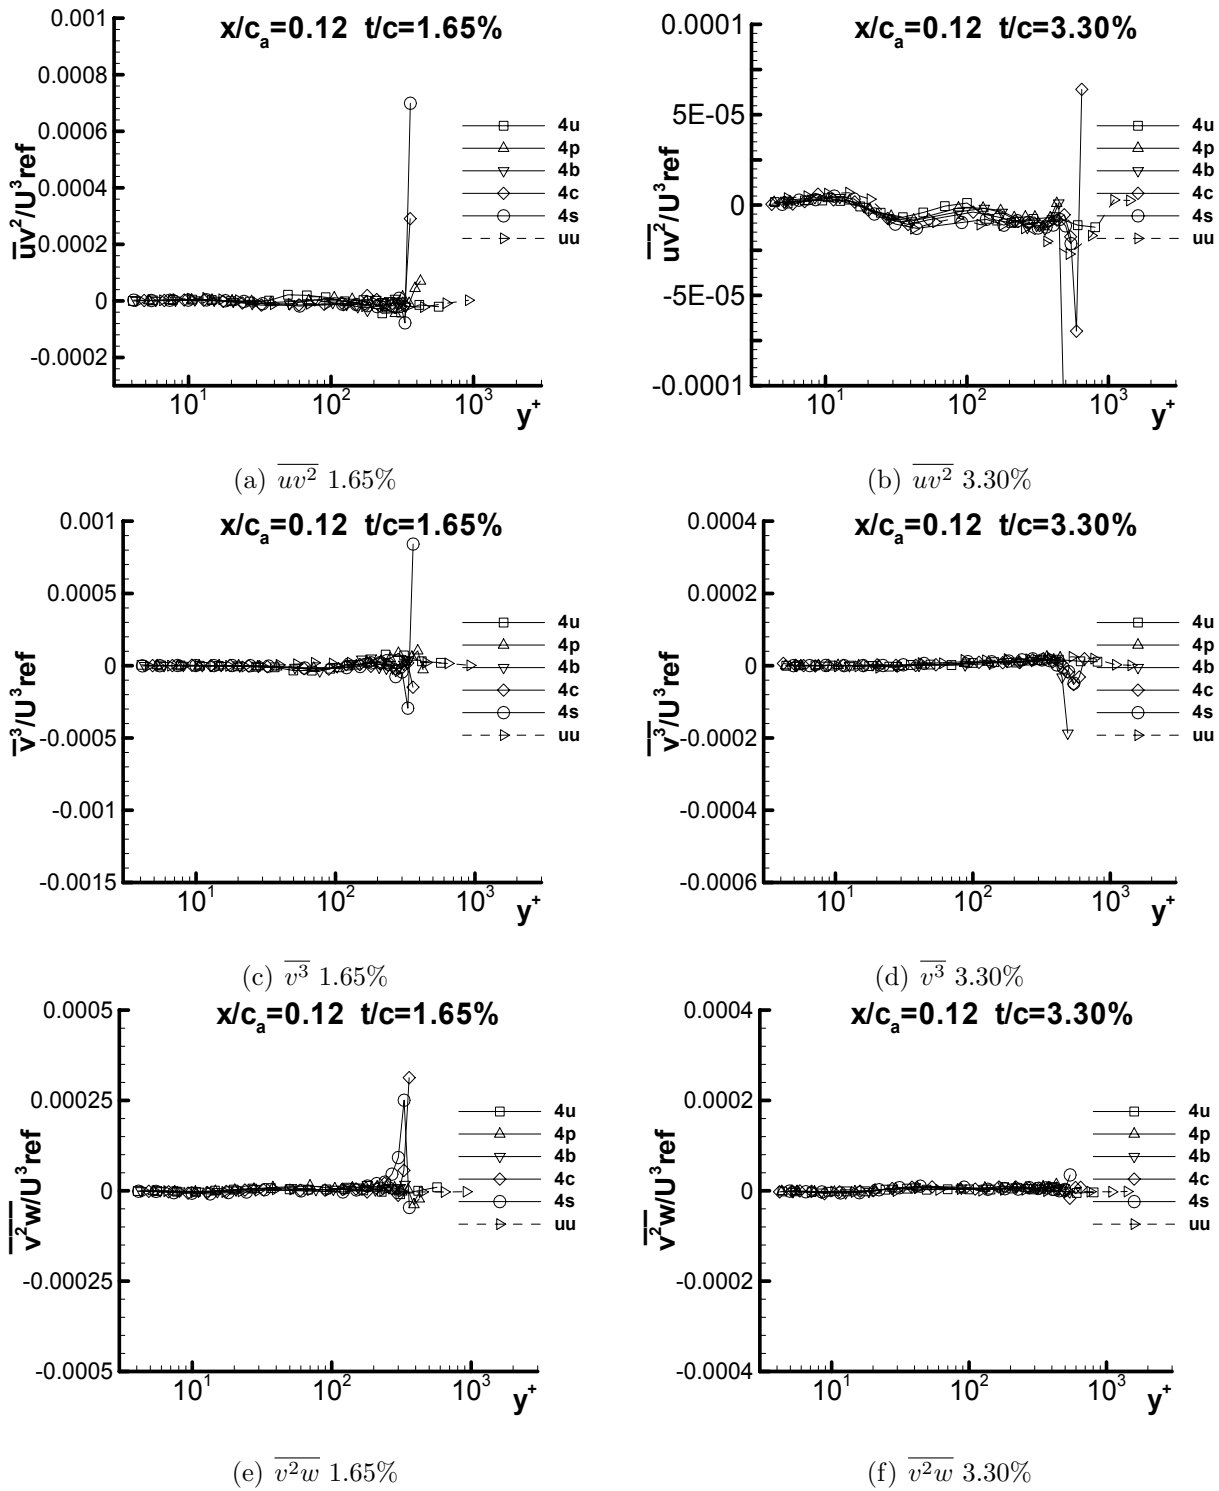 x/cₐ=0.12 t/c=1.65%
0.001
0.0008
0.0006
0.0004
0.0002
0
-0.0002
uv²/U³ref
10¹ 10² 10³
y⁺
4u
4p
4b
4c
4s
uu
(a) uv² 1.65%
x/cₐ=0.12 t/c=3.30%
0.0001
5E-05
0
-5E-05
-0.0001
uv²/U³ref
10¹ 10² 10³
y⁺
4u
4p
4b
4c
4s
uu
(b) uv² 3.30%
x/cₐ=0.12 t/c=1.65%
0.001
0.0005
0
-0.0005
-0.001
-0.0015
v³/U³ref
10¹ 10² 10³
y⁺
4u
4p
4b
4c
4s
uu
(c) v³ 1.65%
x/cₐ=0.12 t/c=3.30%
0.0004
0.0002
0
-0.0002
-0.0004
-0.0006
v³/U³ref
10¹ 10² 10³
y⁺
4u
4p
4b
4c
4s
uu
(d) v³ 3.30%
x/cₐ=0.12 t/c=1.65%
0.0005
0.00025
0
-0.00025
-0.0005
v²w/U³ref
10¹ 10² 10³
y⁺
4u
4p
4b
4c
4s
uu
(e) v²w 1.65%
x/cₐ=0.12 t/c=3.30%
0.0004
0.0002
0
-0.0002
-0.0004
v²w/U³ref
10¹ 10² 10³
y⁺
4u
4p
4b
4c
4s
uu
(f) v²w 3.30%